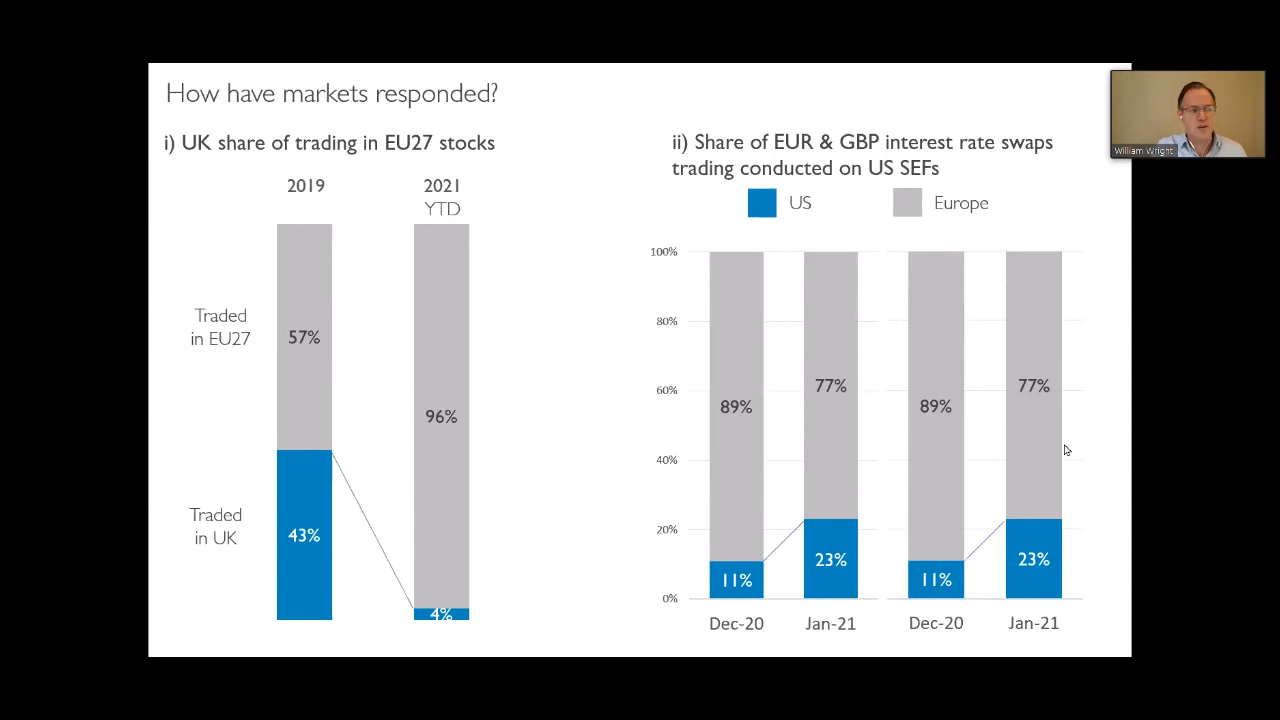 How have markets responded?
i) UK share of trading in EU27 stocks
2019
2021
YTD
Traded
in EU27
57%
96%
Traded
in UK
43%
4%
ii) Share of EUR & GBP interest rate swaps
trading conducted on US SEFs
US
Europe
100%
80%
60%
40%
20%
0%
89%
77%
89%
77%
11%
23%
11%
23%
Dec-20
Jan-21
Dec-20
Jan-21
William Wright